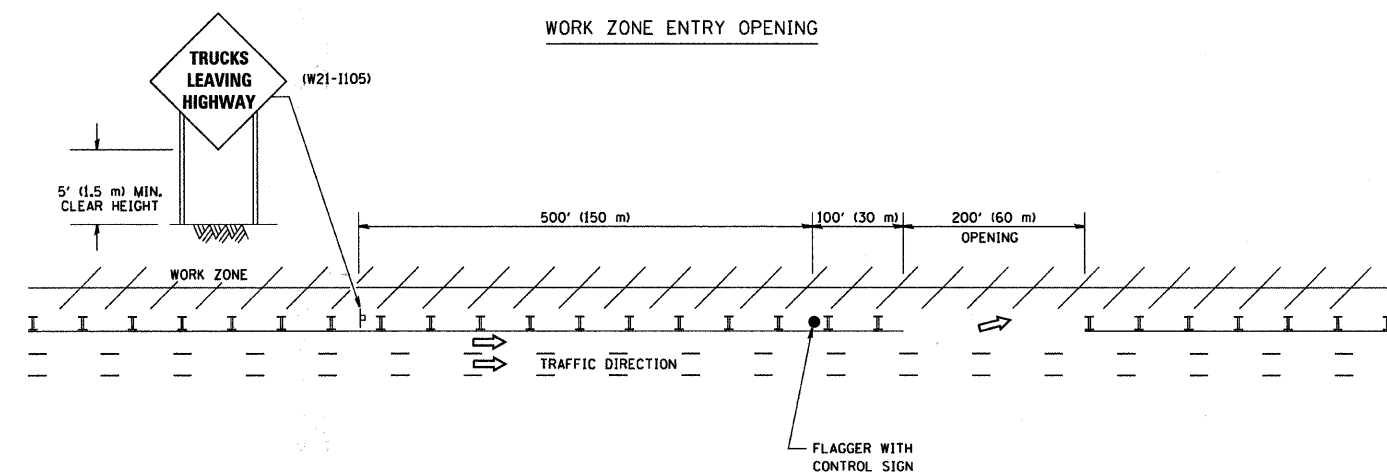 WORK ZONE ENTRY OPENING
TRUCKS
LEAVING
HIGHWAY
(W21-I105)
5' (1.5 m) MIN.
CLEAR HEIGHT
500' (150 m)
100' (30 m)
200' (60 m)
OPENING
WORK ZONE
TRAFFIC DIRECTION
FLAGGER WITH
CONTROL SIGN